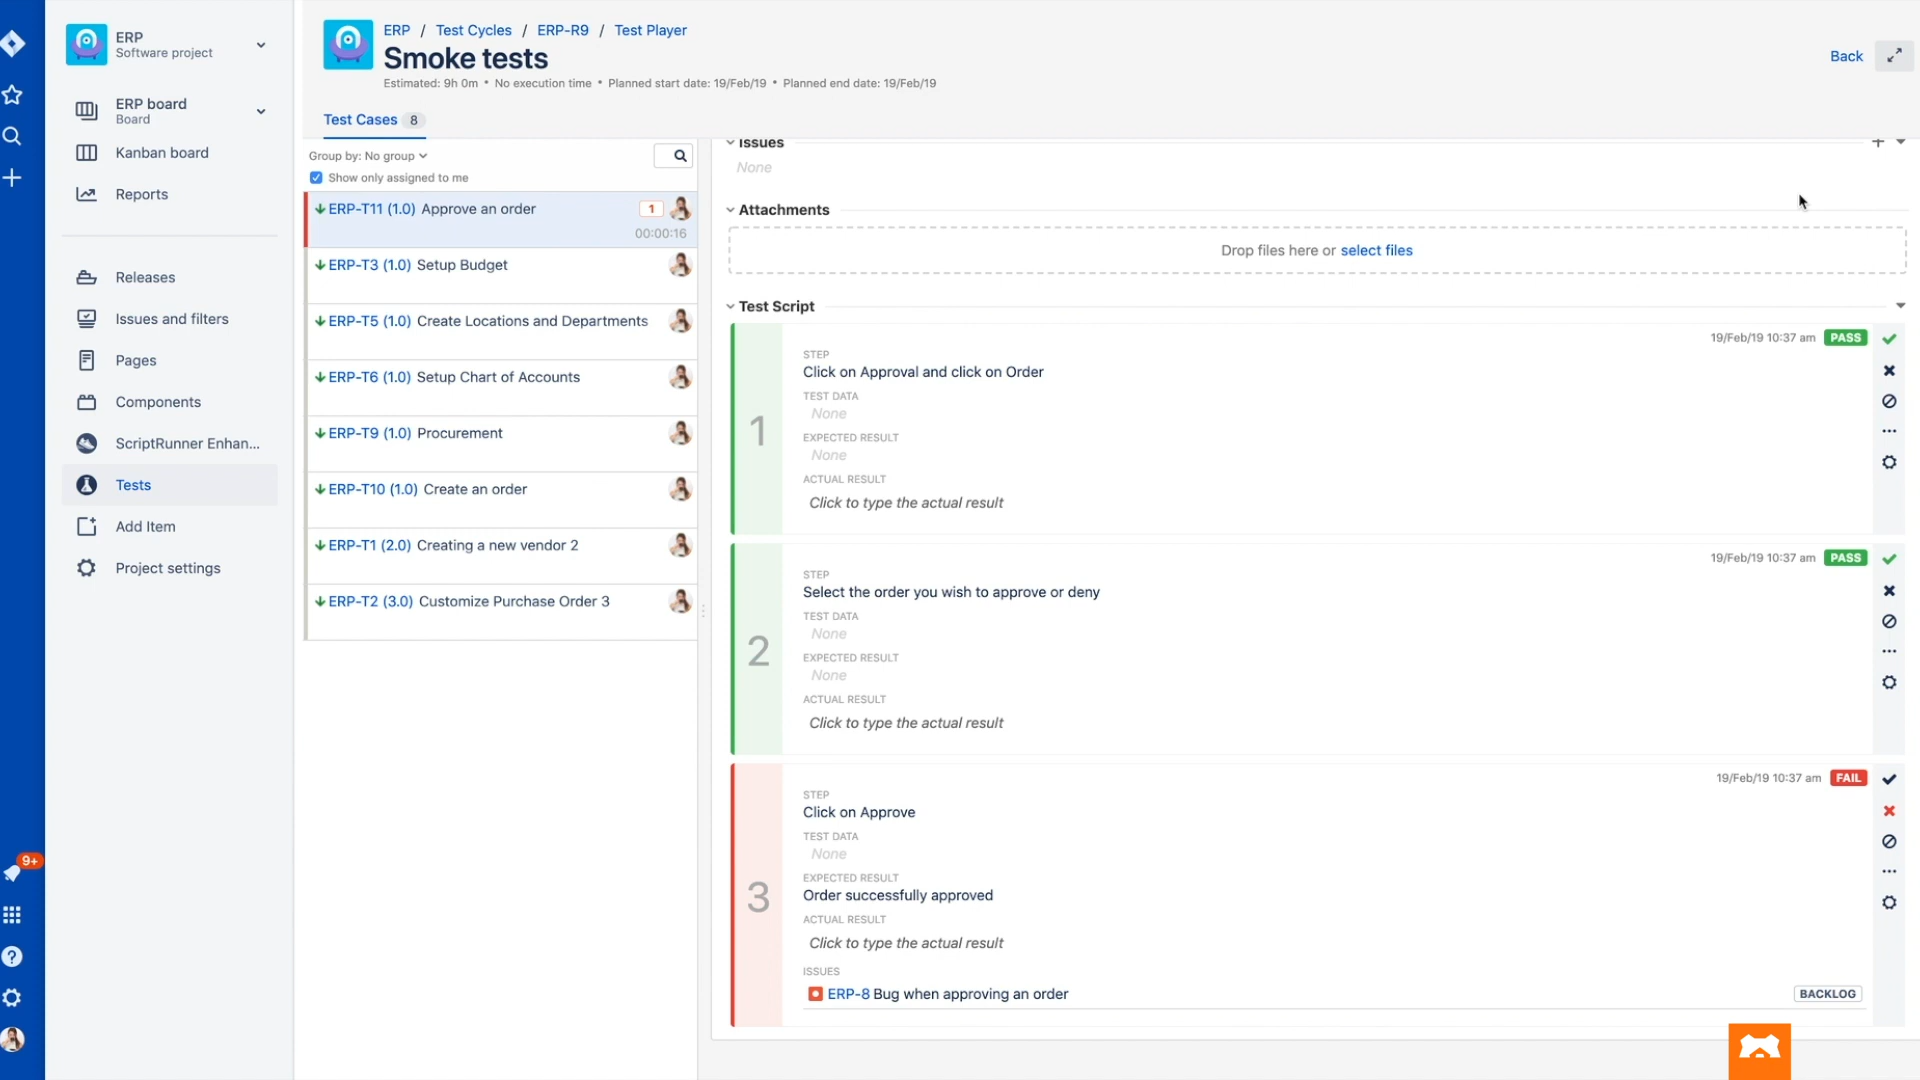 ERP
Software project
ERP board
Board
Kanban board
Reports
Releases
Issues and filters
Pages
Components
ScriptRunner Enhan...
Tests
Add Item
Project settings
9+
ERP / Test Cycles / ERP-R9 / Test Player
Smoke tests
Estimated: 9h 0m • No execution time • Planned start date: 19/Feb/19 • Planned end date: 19/Feb/19
Back
Test Cases 8
Group by: No group
Show only assigned to me
ERP-T11 (1.0) Approve an order 1
00:00:16
ERP-T3 (1.0) Setup Budget
ERP-T5 (1.0) Create Locations and Departments
ERP-T6 (1.0) Setup Chart of Accounts
ERP-T9 (1.0) Procurement
ERP-T10 (1.0) Create an order
ERP-T1 (2.0) Creating a new vendor 2
ERP-T2 (3.0) Customize Purchase Order 3
Issues
None
Attachments
Drop files here or select files
Test Script
19/Feb/19 10:37 am PASS
1
STEP
Click on Approval and click on Order
TEST DATA
None
EXPECTED RESULT
None
ACTUAL RESULT
Click to type the actual result
19/Feb/19 10:37 am PASS
2
STEP
Select the order you wish to approve or deny
TEST DATA
None
EXPECTED RESULT
None
ACTUAL RESULT
Click to type the actual result
19/Feb/19 10:37 am FAIL
3
STEP
Click on Approve
TEST DATA
None
EXPECTED RESULT
Order successfully approved
ACTUAL RESULT
Click to type the actual result
ISSUES
ERP-8 Bug when approving an order BACKLOG